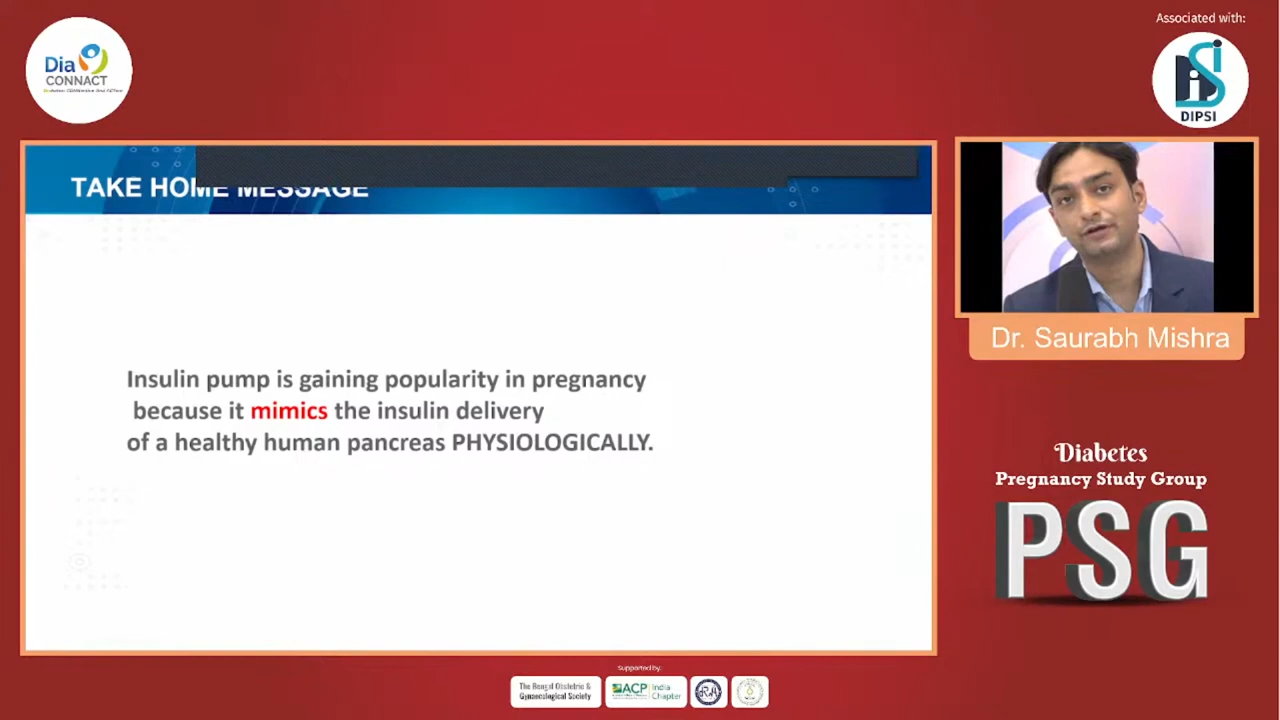 Associated with:
Dia
CONNACT
DIPSI
TAKE HOME MESSAGE
Insulin pump is gaining popularity in pregnancy
because it mimics the insulin delivery
of a healthy human pancreas PHYSIOLOGICALLY.
Dr. Saurabh Mishra
Diabetes
Pregnancy Study Group
PSG
Supported by:
The Bengal Obstetric &
Gynaecological Society
ACP India
Chapter